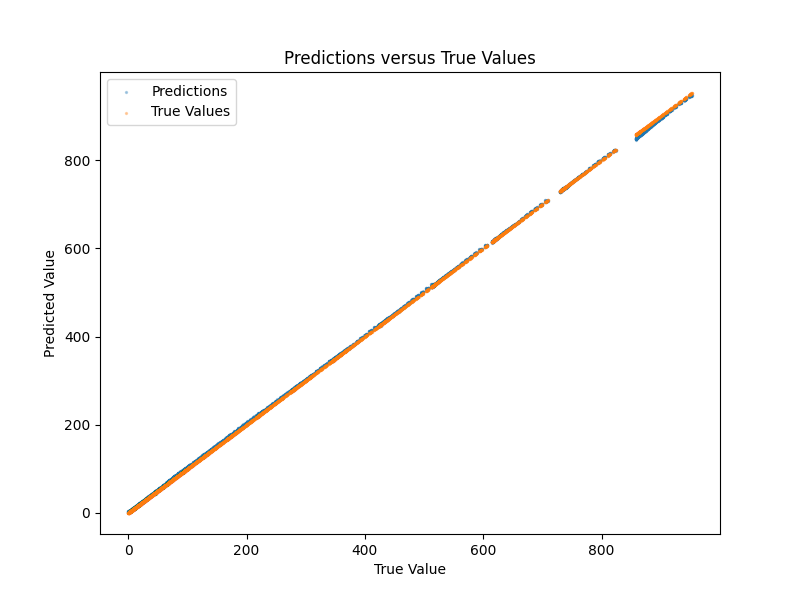 Predictions versus True Values
Predictions
True Values
800
600
400
200
0
Predicted Value
0 200 400 600 800
True Value